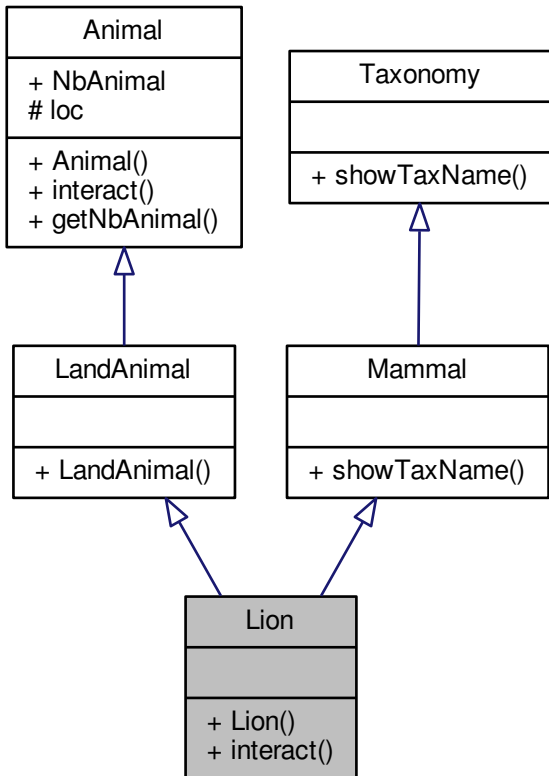 Animal
+ NbAnimal
# loc
+ Animal()
+ interact()
+ getNbAnimal()
Taxonomy
+ showTaxName()
LandAnimal
+ LandAnimal()
Mammal
+ showTaxName()
Lion
+ Lion()
+ interact()